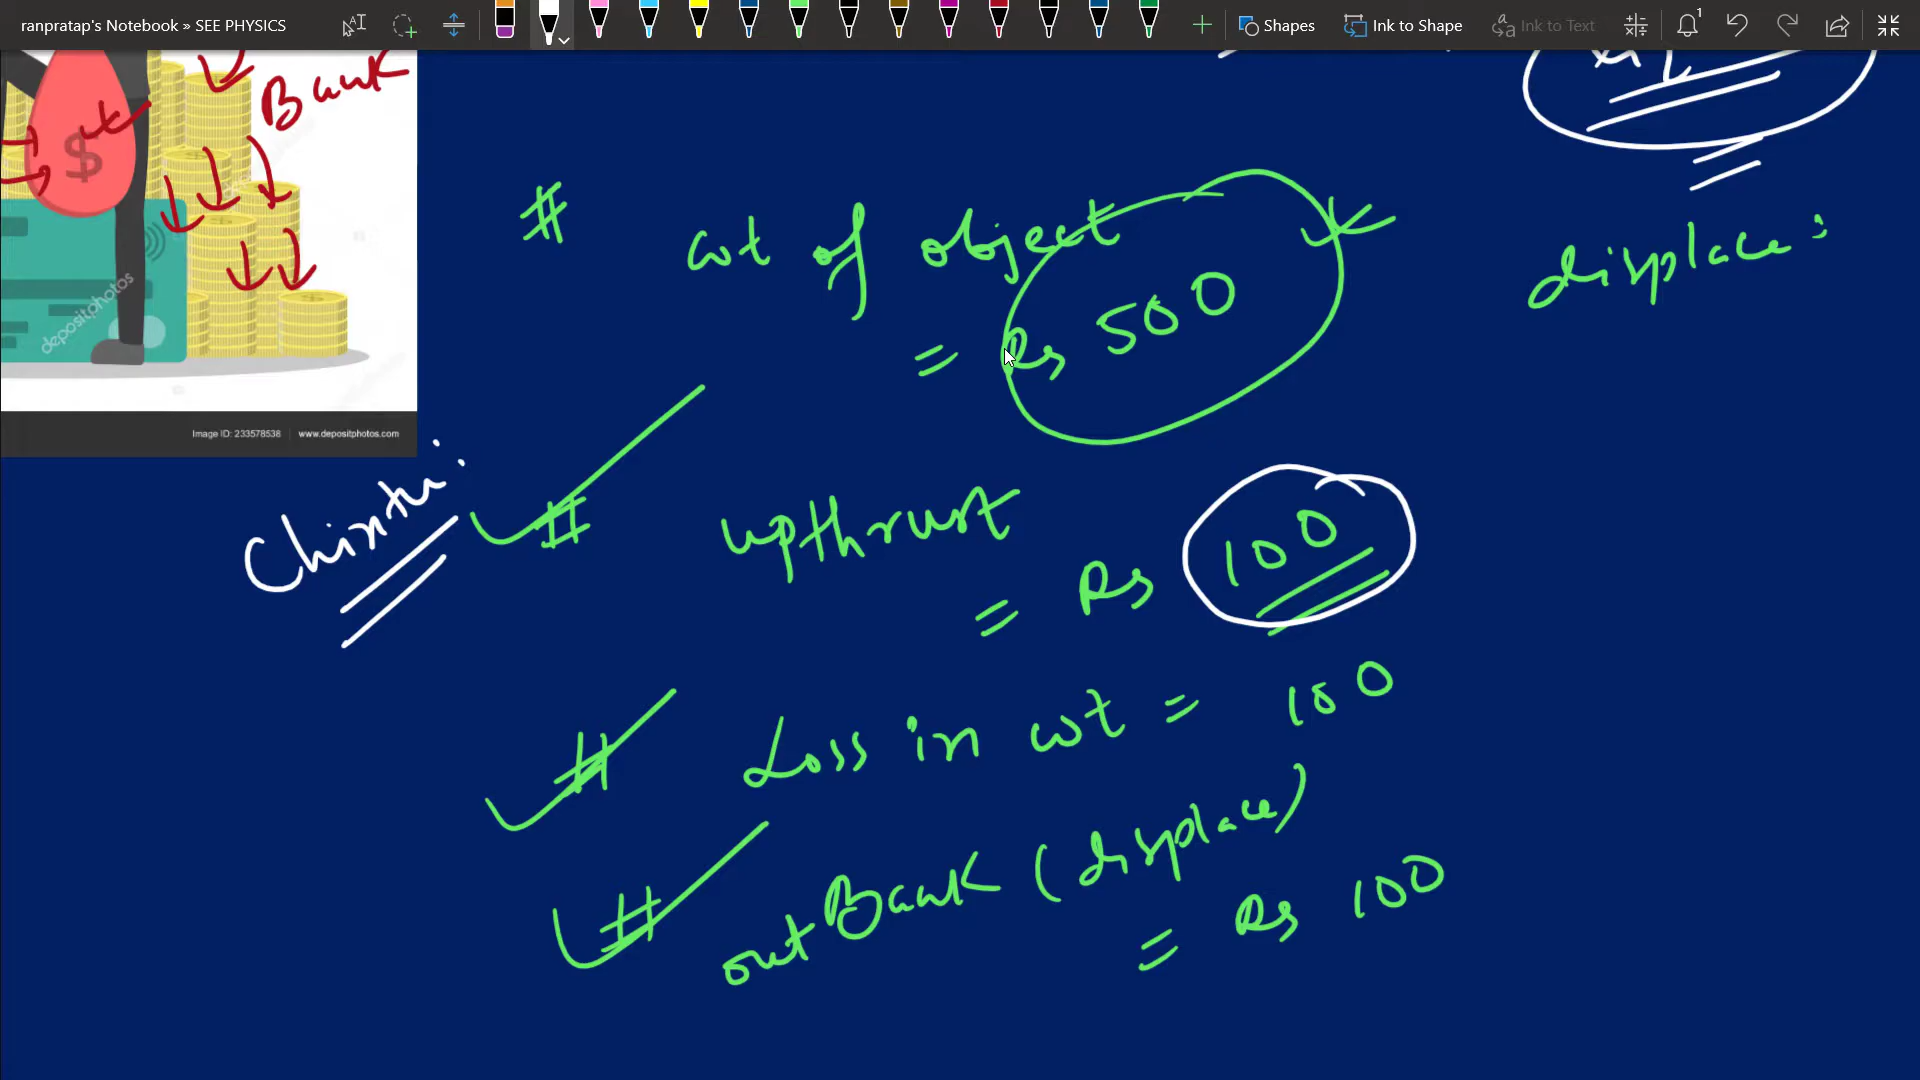 ranpratap's Notebook » SEE PHYSICS
Shapes
Ink to Shape
Ink to Text
1
Bank
$
depositphotos
Image ID: 233578538 | www.depositphotos.com
# wt of object
= Rs 500
displace:
# upthrust
= Rs 100
# Loss in wt = 100
# out Bank (displace)
= Rs 100